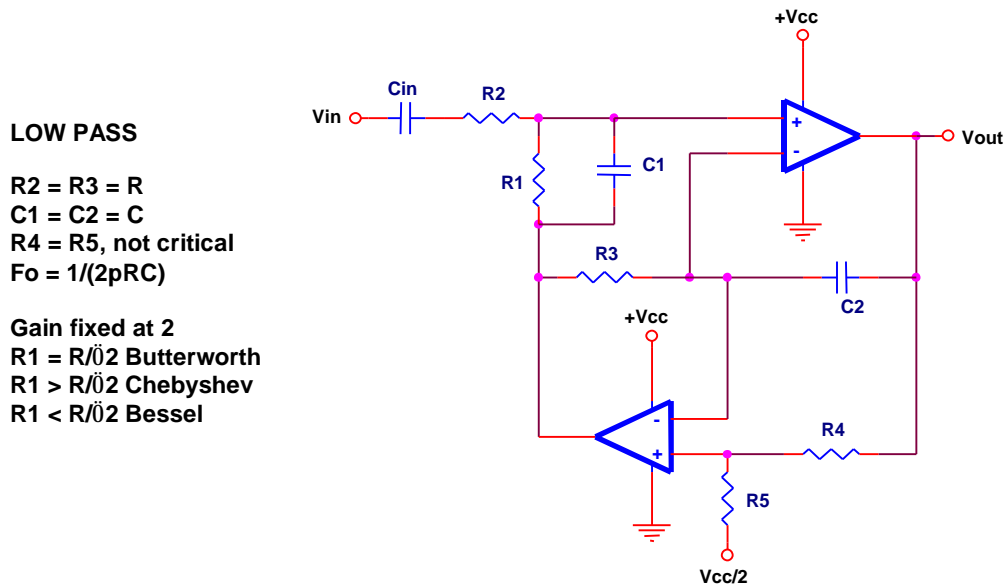 LOW PASS
R2 = R3 = R
C1 = C2 = C
R4 = R5, not critical
Fo = 1/(2pRC)
Gain fixed at 2
R1 = R/Ö2 Butterworth
R1 > R/Ö2 Chebyshev
R1 < R/Ö2 Bessel
+Vcc
Cin
R2
Vin
+
-
Vout
R1
C1
R3
C2
+Vcc
-
+
R4
R5
Vcc/2